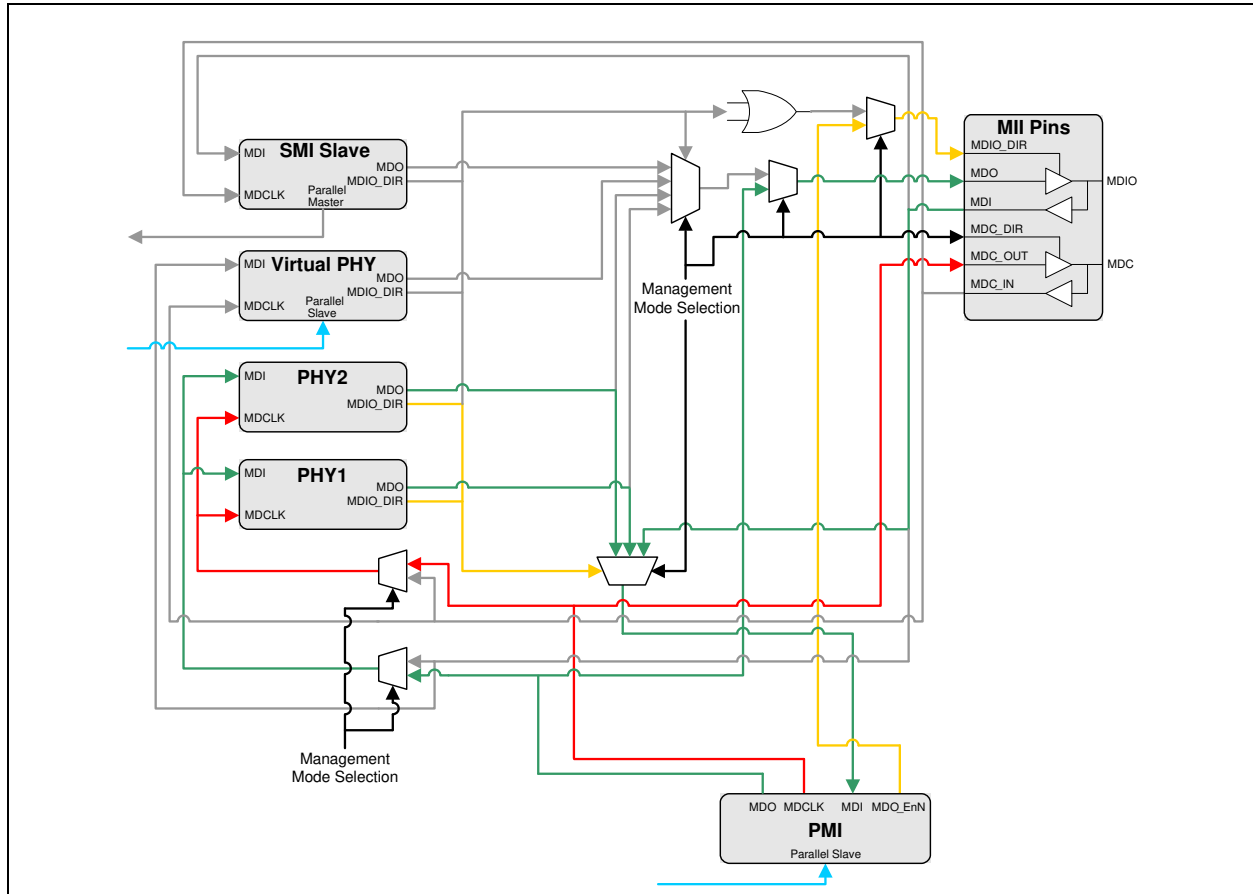 MII Pins
MDIO_DIR
MDO
MDI
MDC_DIR
MDC_OUT
MDC_IN
MDIO
MDC
SMI Slave
MDI
MDCLK
MDO
MDIO_DIR
Parallel
Master
Virtual PHY
MDI
MDCLK
MDO
MDIO_DIR
Parallel
Slave
Management
Mode Selection
PHY2
MDI
MDCLK
MDO
MDIO_DIR
PHY1
MDI
MDCLK
MDO
MDIO_DIR
Management
Mode Selection
MDO MDCLK MDI MDO_EnN
PMI
Parallel Slave